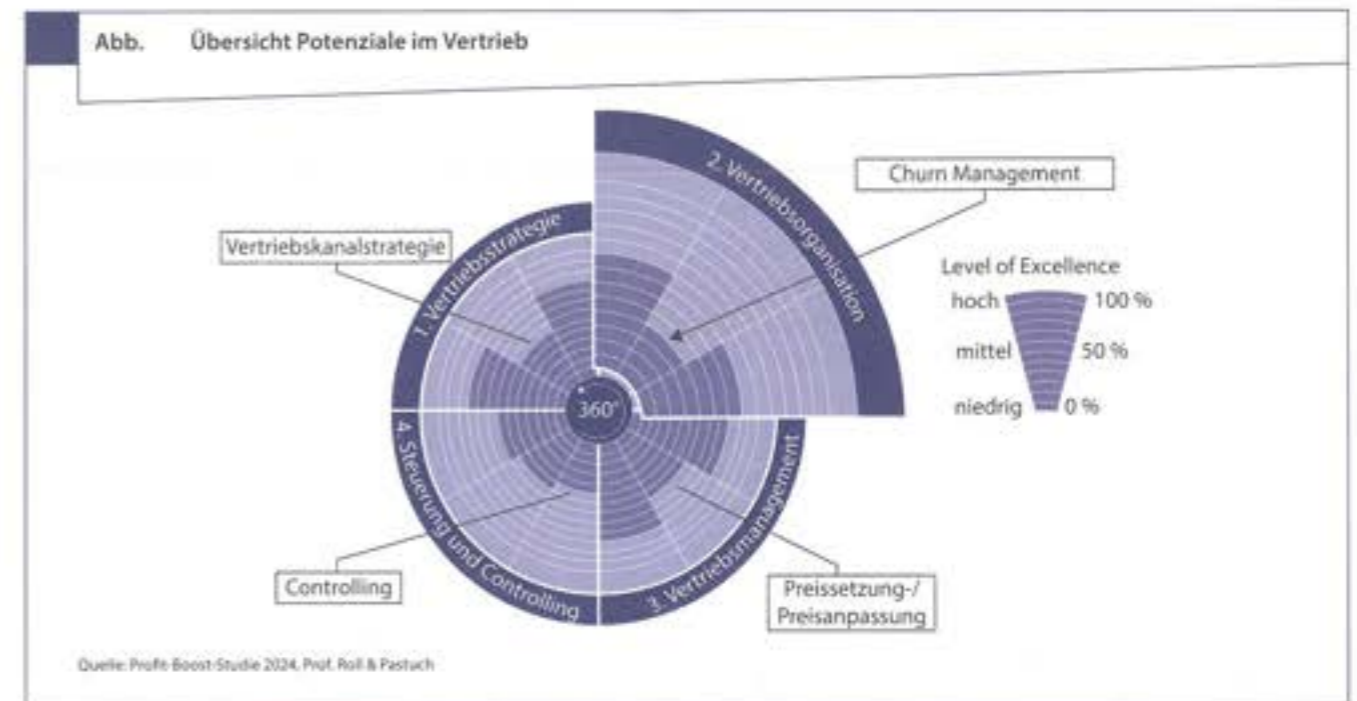 Abb. Übersicht Potenziale im Vertrieb
2. Vertriebsorganisation
Churn Management
Vertriebskanalstrategie
1. Vertriebsstrategie
Level of Excellence
hoch 100 %
mittel 50 %
niedrig 0 %
360°
4. Steuerung und Controlling
3. Vertriebsmanagement
Controlling
Preissetzung-/
Preisanpassung
Quelle: Profit-Boost-Studie 2024, Prof. Roll & Pastuch